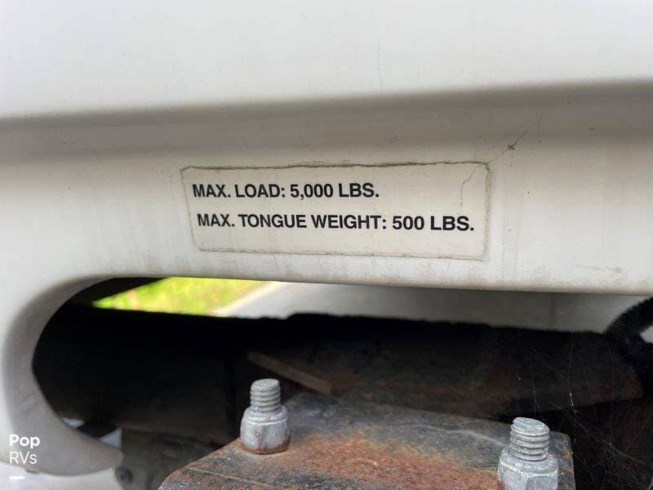 MAX. LOAD: 5,000 LBS.
MAX. TONGUE WEIGHT: 500 LBS.
Pop
RVs